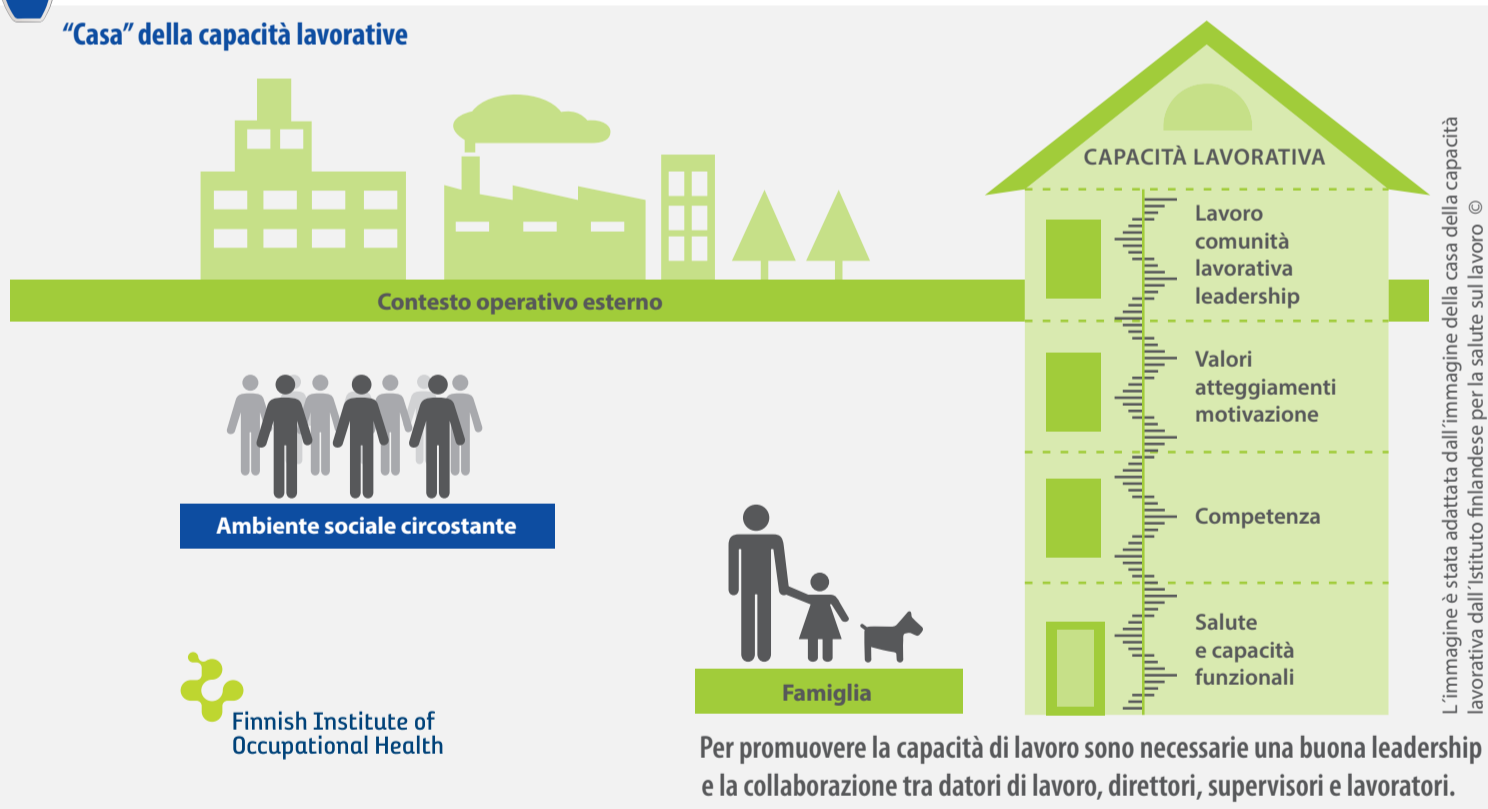 “Casa” della capacità lavorative
CAPACITÀ LAVORATIVA
Lavoro
comunità
lavorativa
leadership
Contesto operativo esterno
Valori
atteggiamenti
motivazione
Ambiente sociale circostante
Competenza
Salute
e capacità
funzionali
Famiglia
Finnish Institute of
Occupational Health
Per promuovere la capacità di lavoro sono necessarie una buona leadership
e la collaborazione tra datori di lavoro, direttori, supervisori e lavoratori.
L´immagine è stata adattata dall´immagine della casa della capacità
lavorativa dall´Istituto finlandese per la salute sul lavoro ©